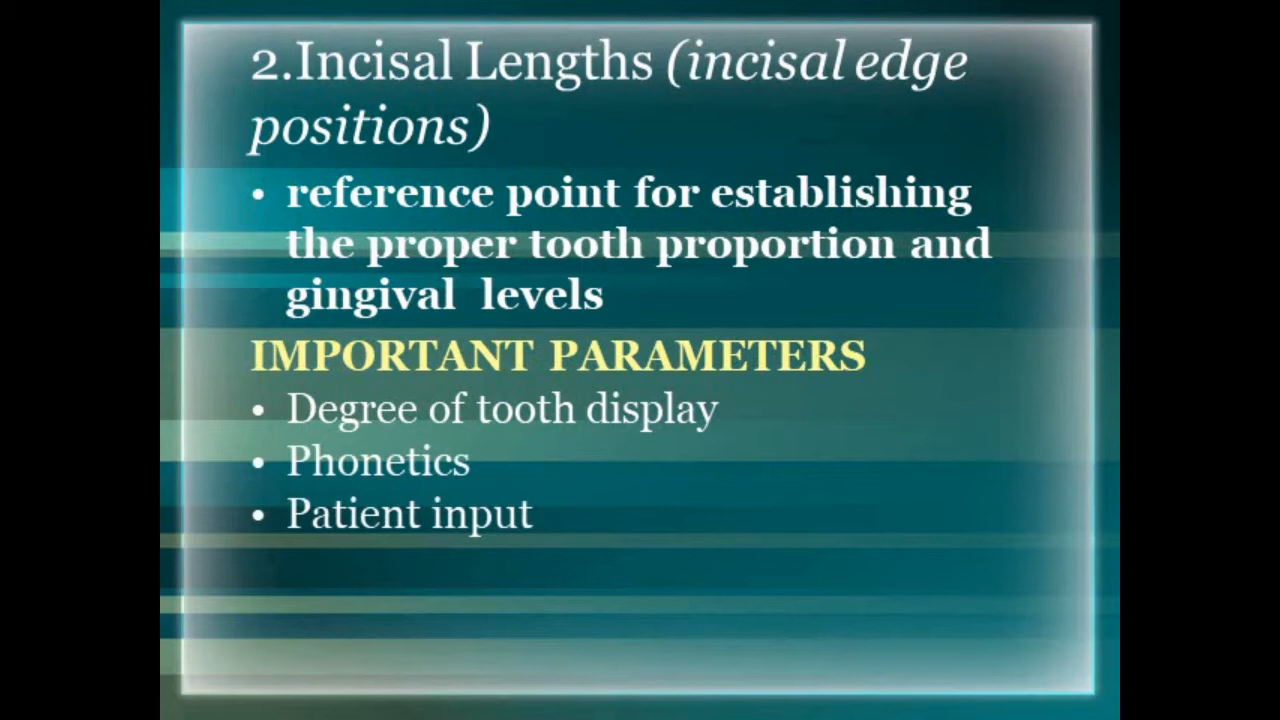 2.Incisal Lengths (incisal edge
positions)
• reference point for establishing
the proper tooth proportion and
gingival levels
IMPORTANT PARAMETERS
• Degree of tooth display
• Phonetics
• Patient input